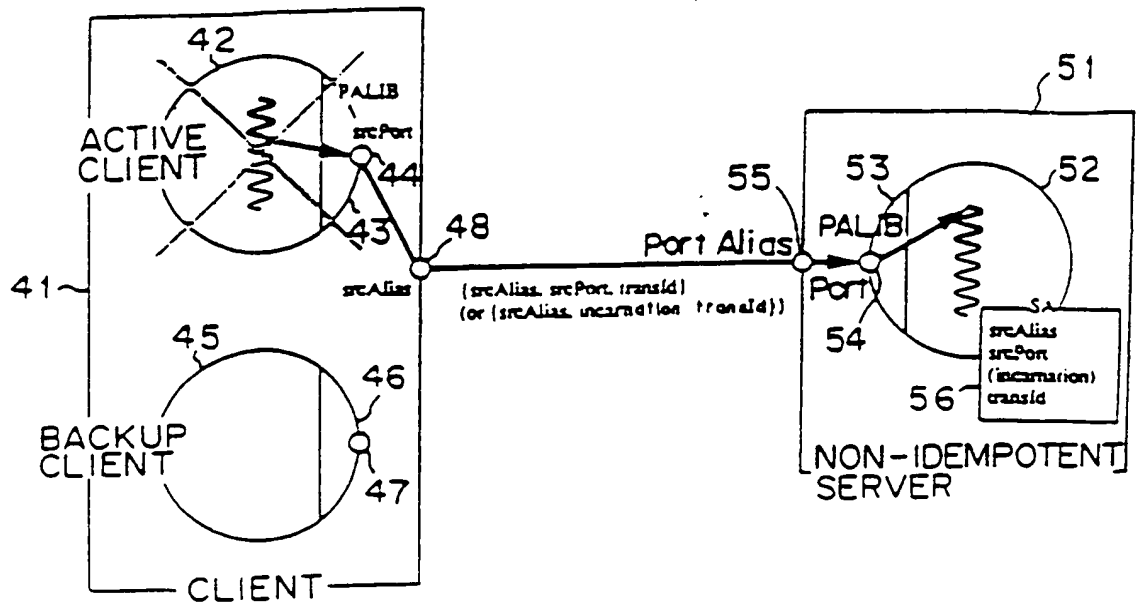 42
PALIB
srcPort
ACTIVE
CLIENT
44
43
48
srcAlias
41
45
46
BACKUP
CLIENT
47
CLIENT
(srcAlias, srcPort, transId)
(or (srcAlias, incarnation transId))
Port Alias
55
51
53
52
PALIB
Port
54
srcAlias
srcPort
(incarnation)
transId
56
NON-IDEMPOTENT
SERVER